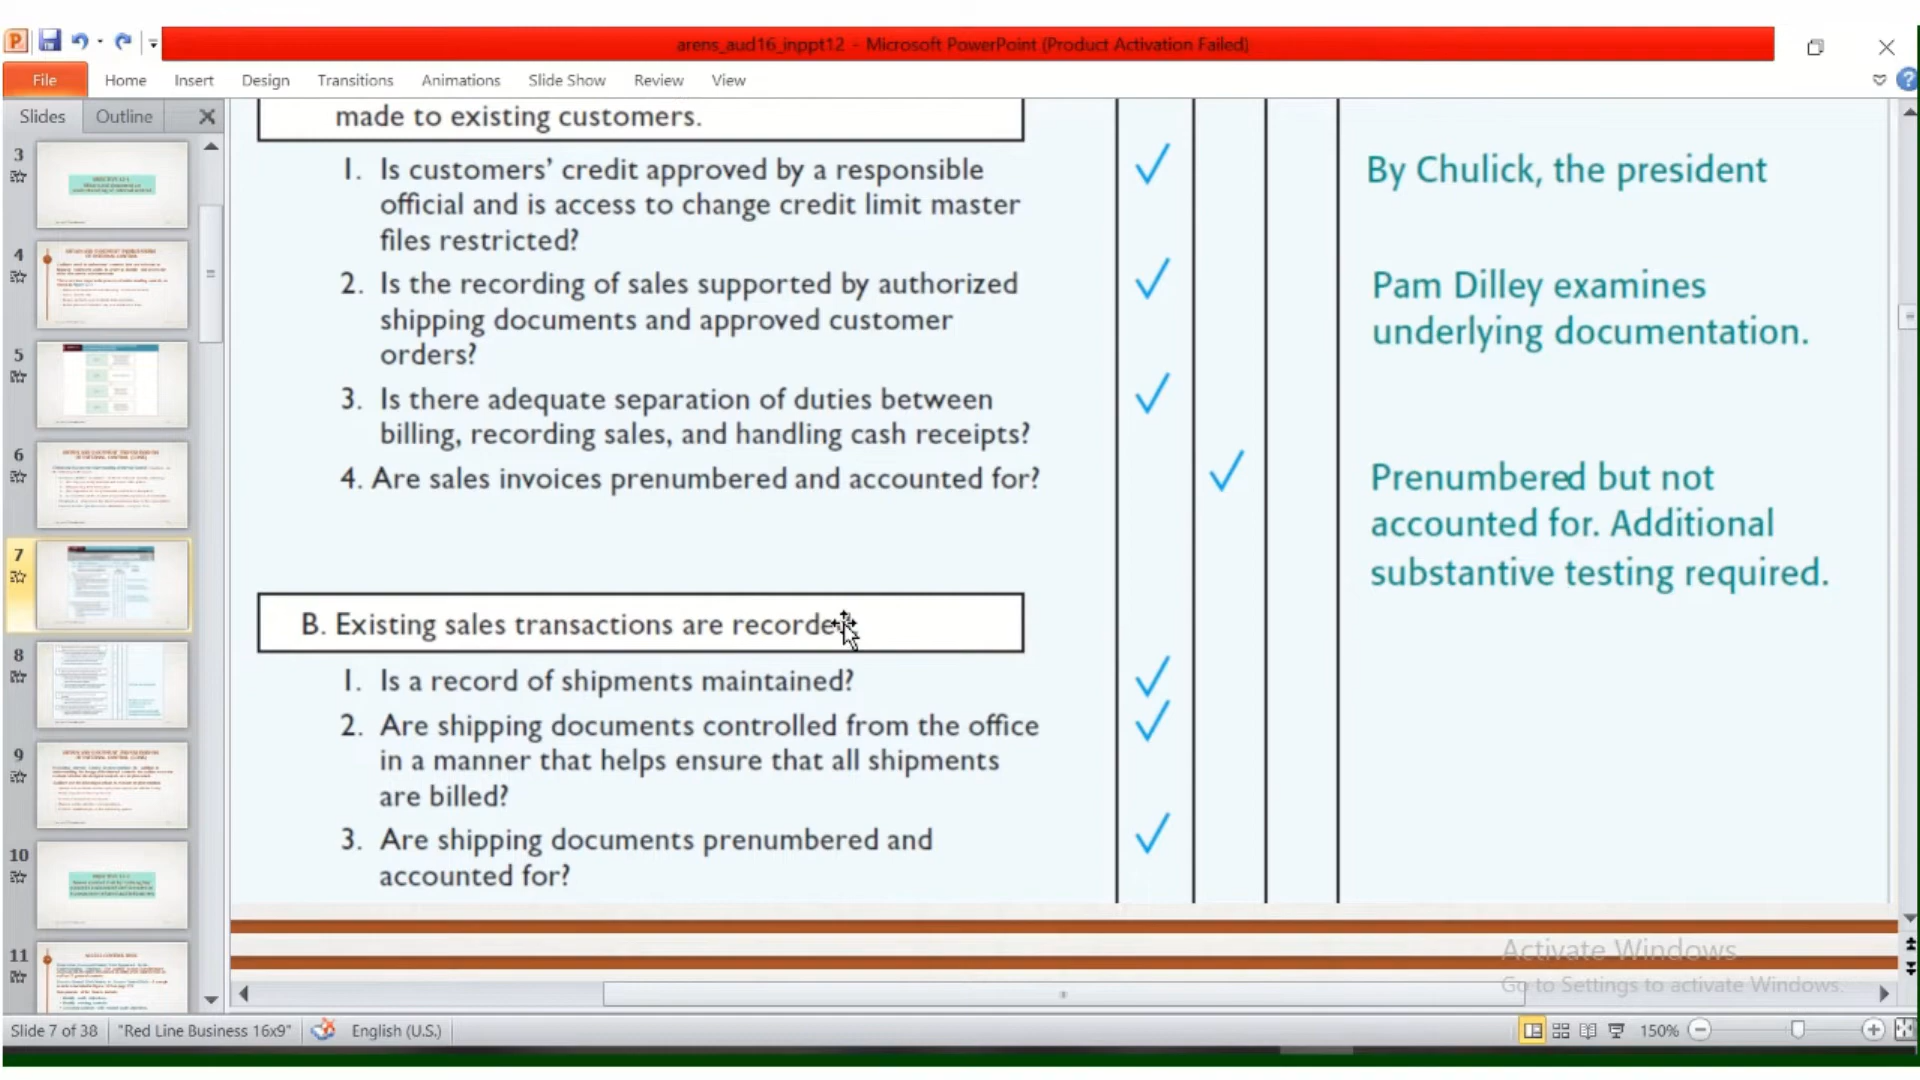 arens_aud16_inppt12 - Microsoft PowerPoint (Product Activation Failed)
File Home Insert Design Transitions Animations Slide Show Review View
Slides Outline
made to existing customers.
1. Is customers' credit approved by a responsible
official and is access to change credit limit master
files restricted?
By Chulick, the president
2. Is the recording of sales supported by authorized
shipping documents and approved customer
orders?
Pam Dilley examines
underlying documentation.
3. Is there adequate separation of duties between
billing, recording sales, and handling cash receipts?
4. Are sales invoices prenumbered and accounted for?
Prenumbered but not
accounted for. Additional
substantive testing required.
B. Existing sales transactions are recorde
1. Is a record of shipments maintained?
2. Are shipping documents controlled from the office
in a manner that helps ensure that all shipments
are billed?
3. Are shipping documents prenumbered and
accounted for?
3
4
5
6
7
8
9
10
11
Activate Windows
Go to Settings to activate Windows.
Slide 7 of 38 "Red Line Business 16x9" English (U.S.) 150%